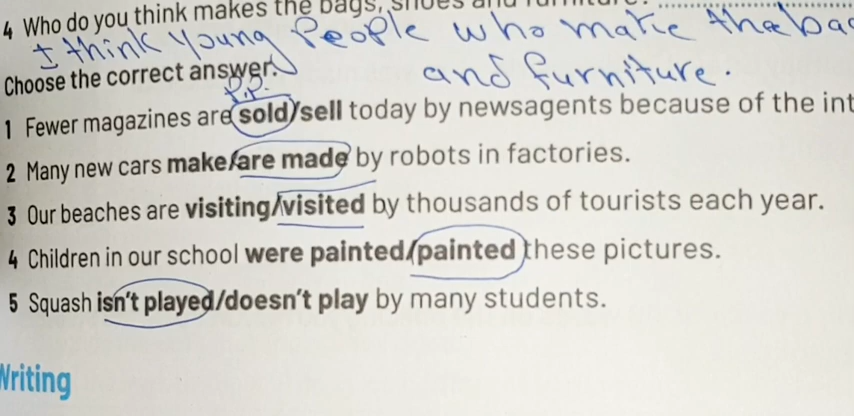 4 Who do you think makes the bags, shoes and furniture? ..........
I think young People who make the bag
and furniture.
Choose the correct answer.
P.P.
1 Fewer magazines are sold/sell today by newsagents because of the int
2 Many new cars make/are made by robots in factories.
3 Our beaches are visiting/visited by thousands of tourists each year.
4 Children in our school were painted/painted these pictures.
5 Squash isn't played/doesn't play by many students.
Writing